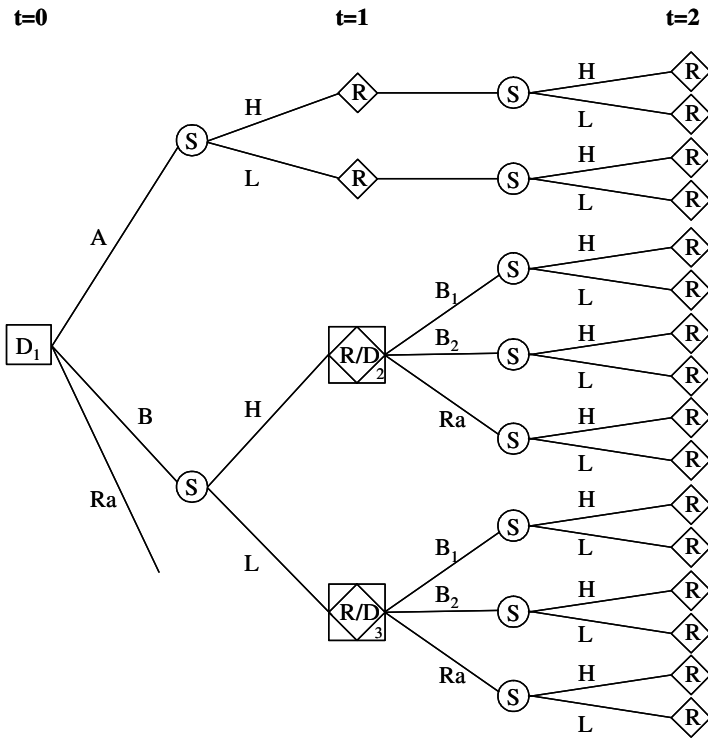 t=0 t=1 t=2
H R
H R S L R
S
L R S H R
L R
A
H R
S L R
B1
D1 R/D2 B2 S H R
L R
B H Ra H R
S L R
S
Ra H R
S L R
L B1
R/D3 B2 S H R
L R
Ra H R
S L R